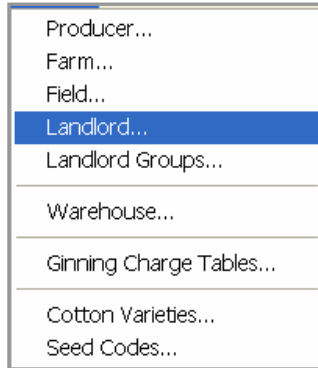 Producer...
Farm...
Field...
Landlord...
Landlord Groups...
Warehouse...
Ginning Charge Tables...
Cotton Varieties...
Seed Codes...